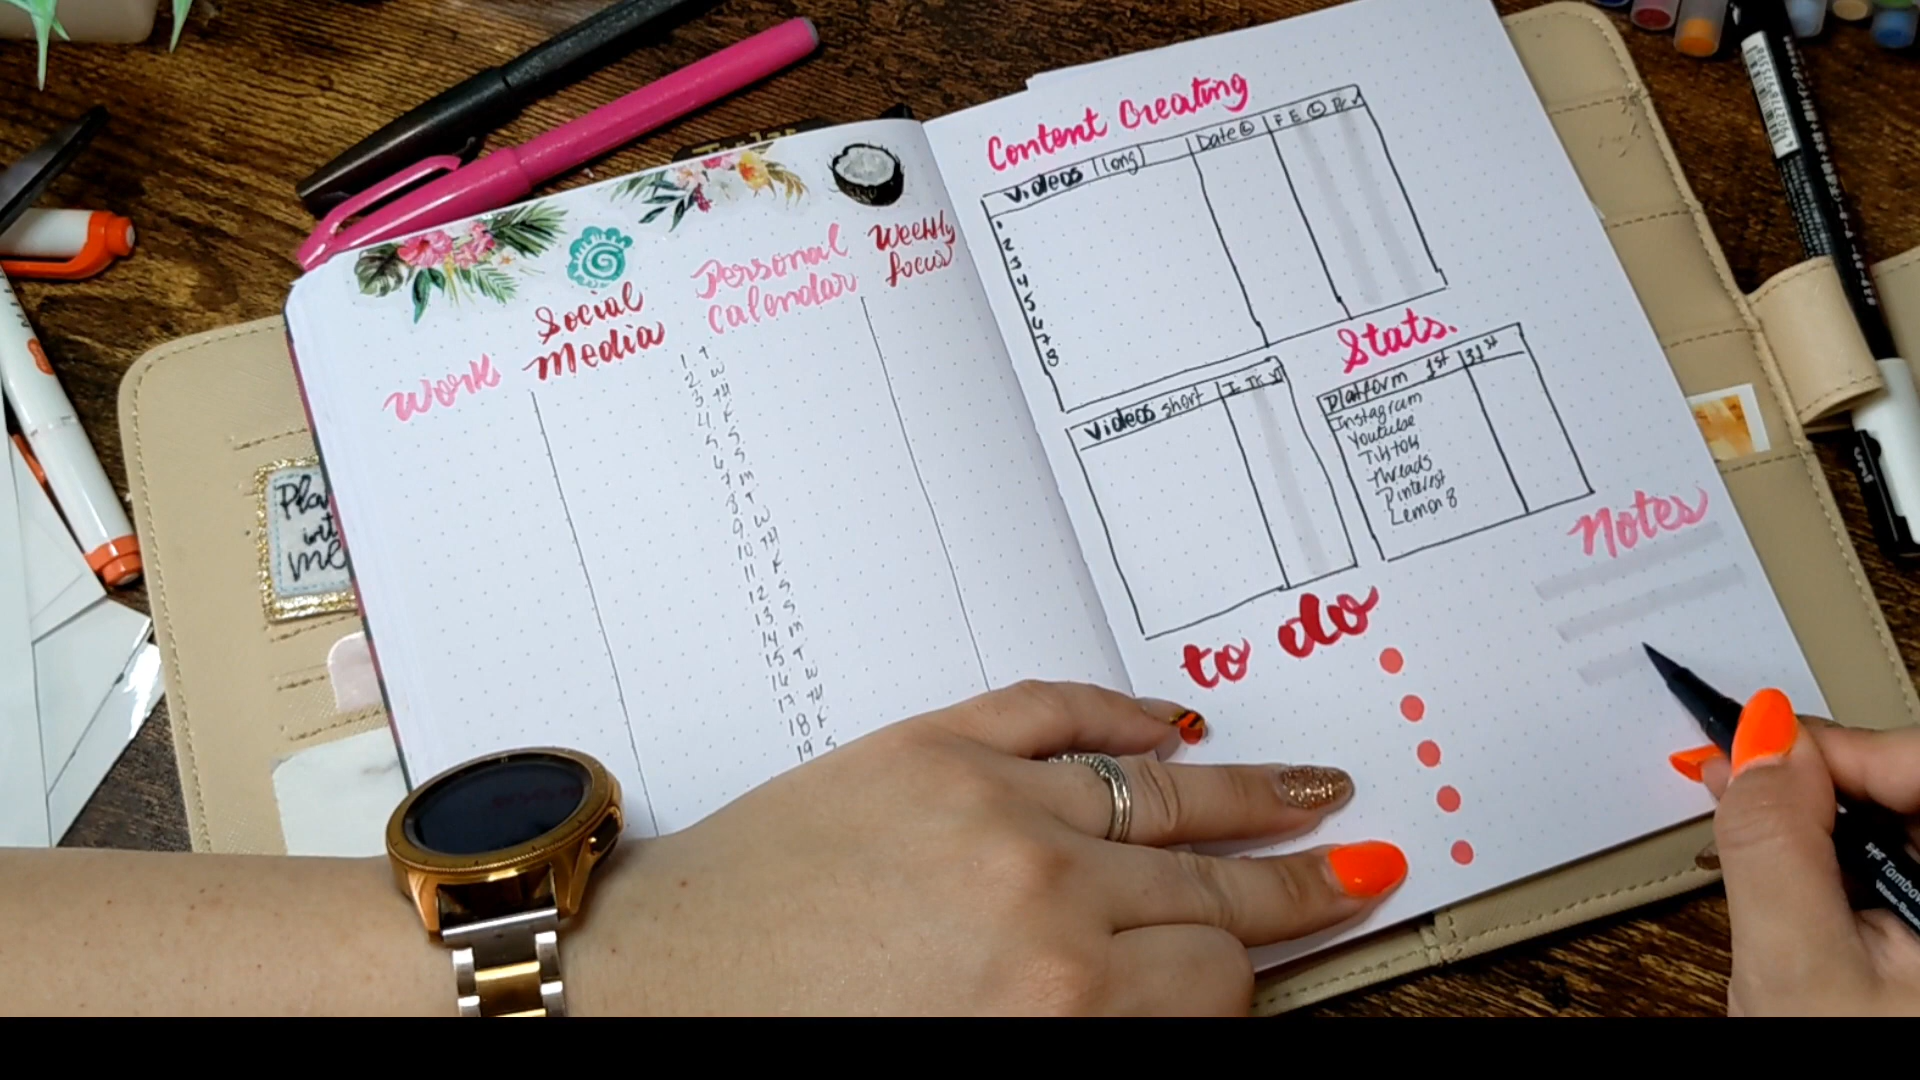 Work
Social
Media
Personal
Calendar
Weekly
focus
1 T
2 W
3 TH
4 F
5 S
6 S
7 M
8 T
9 W
10 TH
11 F
12 S
13 S
14 M
15 T
16 W
17 TH
18 F
19 S
Content Creating
Videos (long) Date F E
1
2
3
4
5
6
7
8
Videos short
Stats.
Platform 1st 31st
Instagram
Youtube
Tiktok
Threads
Pinterest
Lemon 8
to do
Notes
Plan
with
me